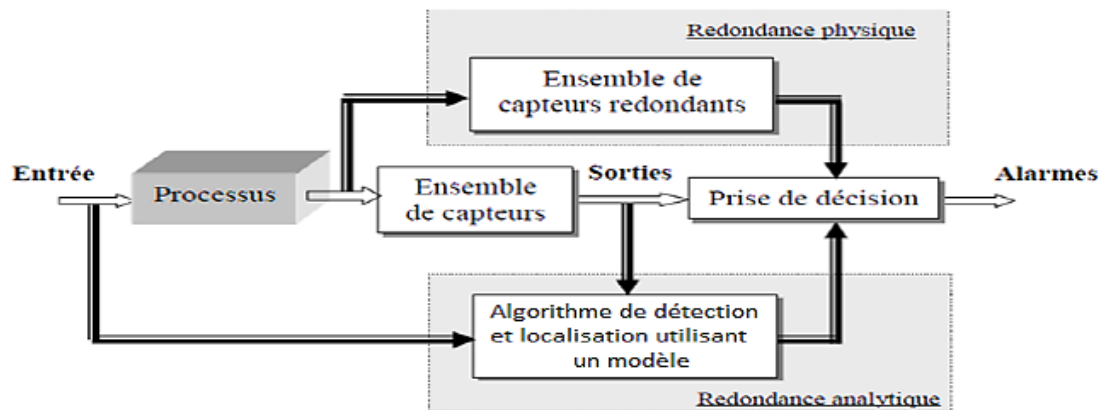 Redondance physique
Ensemble de
capteurs redondants
Entrée
Processus
Ensemble
de capteurs
Sorties
Prise de décision
Alarmes
Algorithme de détection
et localisation utilisant
un modèle
Redondance analytique